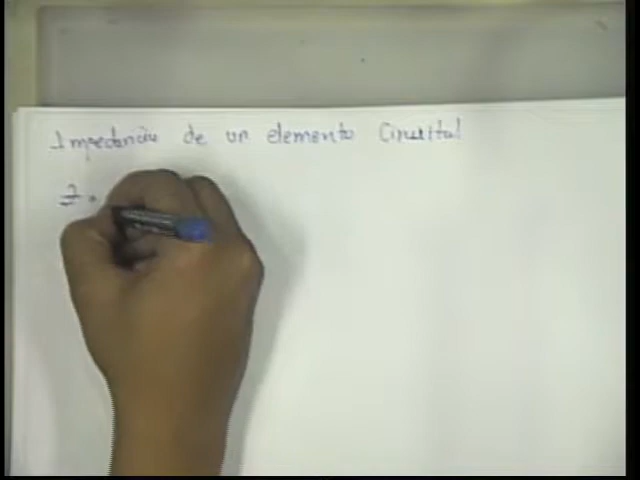 Impedancia de un elemento Circuital
Z =